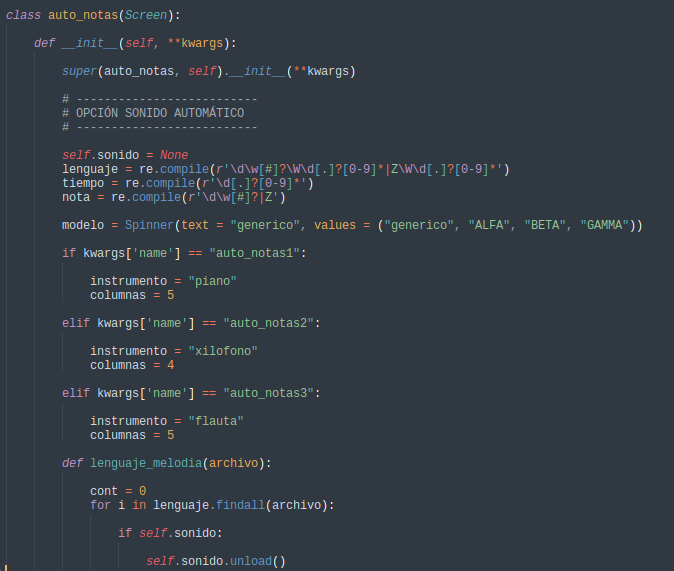 class auto_notas(Screen):
def __init__(self, **kwargs):
super(auto_notas, self).__init__(**kwargs)
# --------------------------
# OPCIÓN SONIDO AUTOMÁTICO
# --------------------------
self.sonido = None
lenguaje = re.compile(r'\d\w[#]?\W\d[.]?[0-9]*|Z\W\d[.]?[0-9]*')
tiempo = re.compile(r'\d[.]?[0-9]*')
nota = re.compile(r'\d\w[#]?|Z')
modelo = Spinner(text = "generico", values = ("generico", "ALFA", "BETA", "GAMMA"))
if kwargs['name'] == "auto_notas1":
instrumento = "piano"
columnas = 5
elif kwargs['name'] == "auto_notas2":
instrumento = "xilofono"
columnas = 4
elif kwargs['name'] == "auto_notas3":
instrumento = "flauta"
columnas = 5
def lenguaje_melodia(archivo):
cont = 0
for i in lenguaje.findall(archivo):
if self.sonido:
self.sonido.unload()